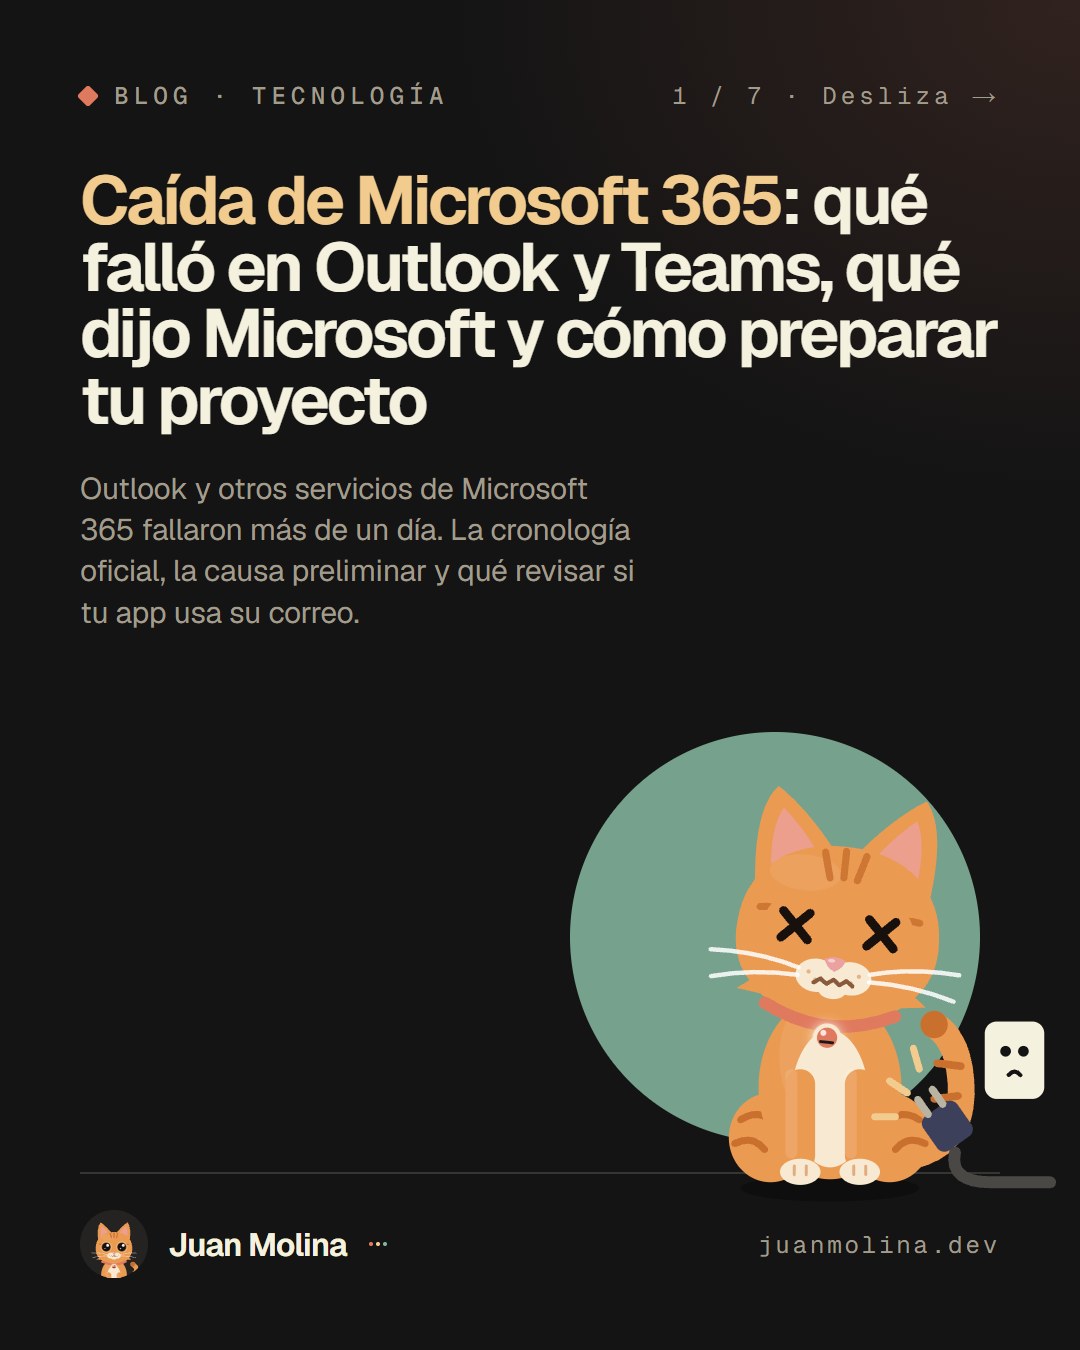 BLOG · TECNOLOGÍA
1 / 7 · Desliza →
Caída de Microsoft 365: qué
falló en Outlook y Teams, qué
dijo Microsoft y cómo preparar
tu proyecto
Outlook y otros servicios de Microsoft
365 fallaron más de un día. La cronología
oficial, la causa preliminar y qué revisar si
tu app usa su correo.
Juan Molina
juanmolina.dev